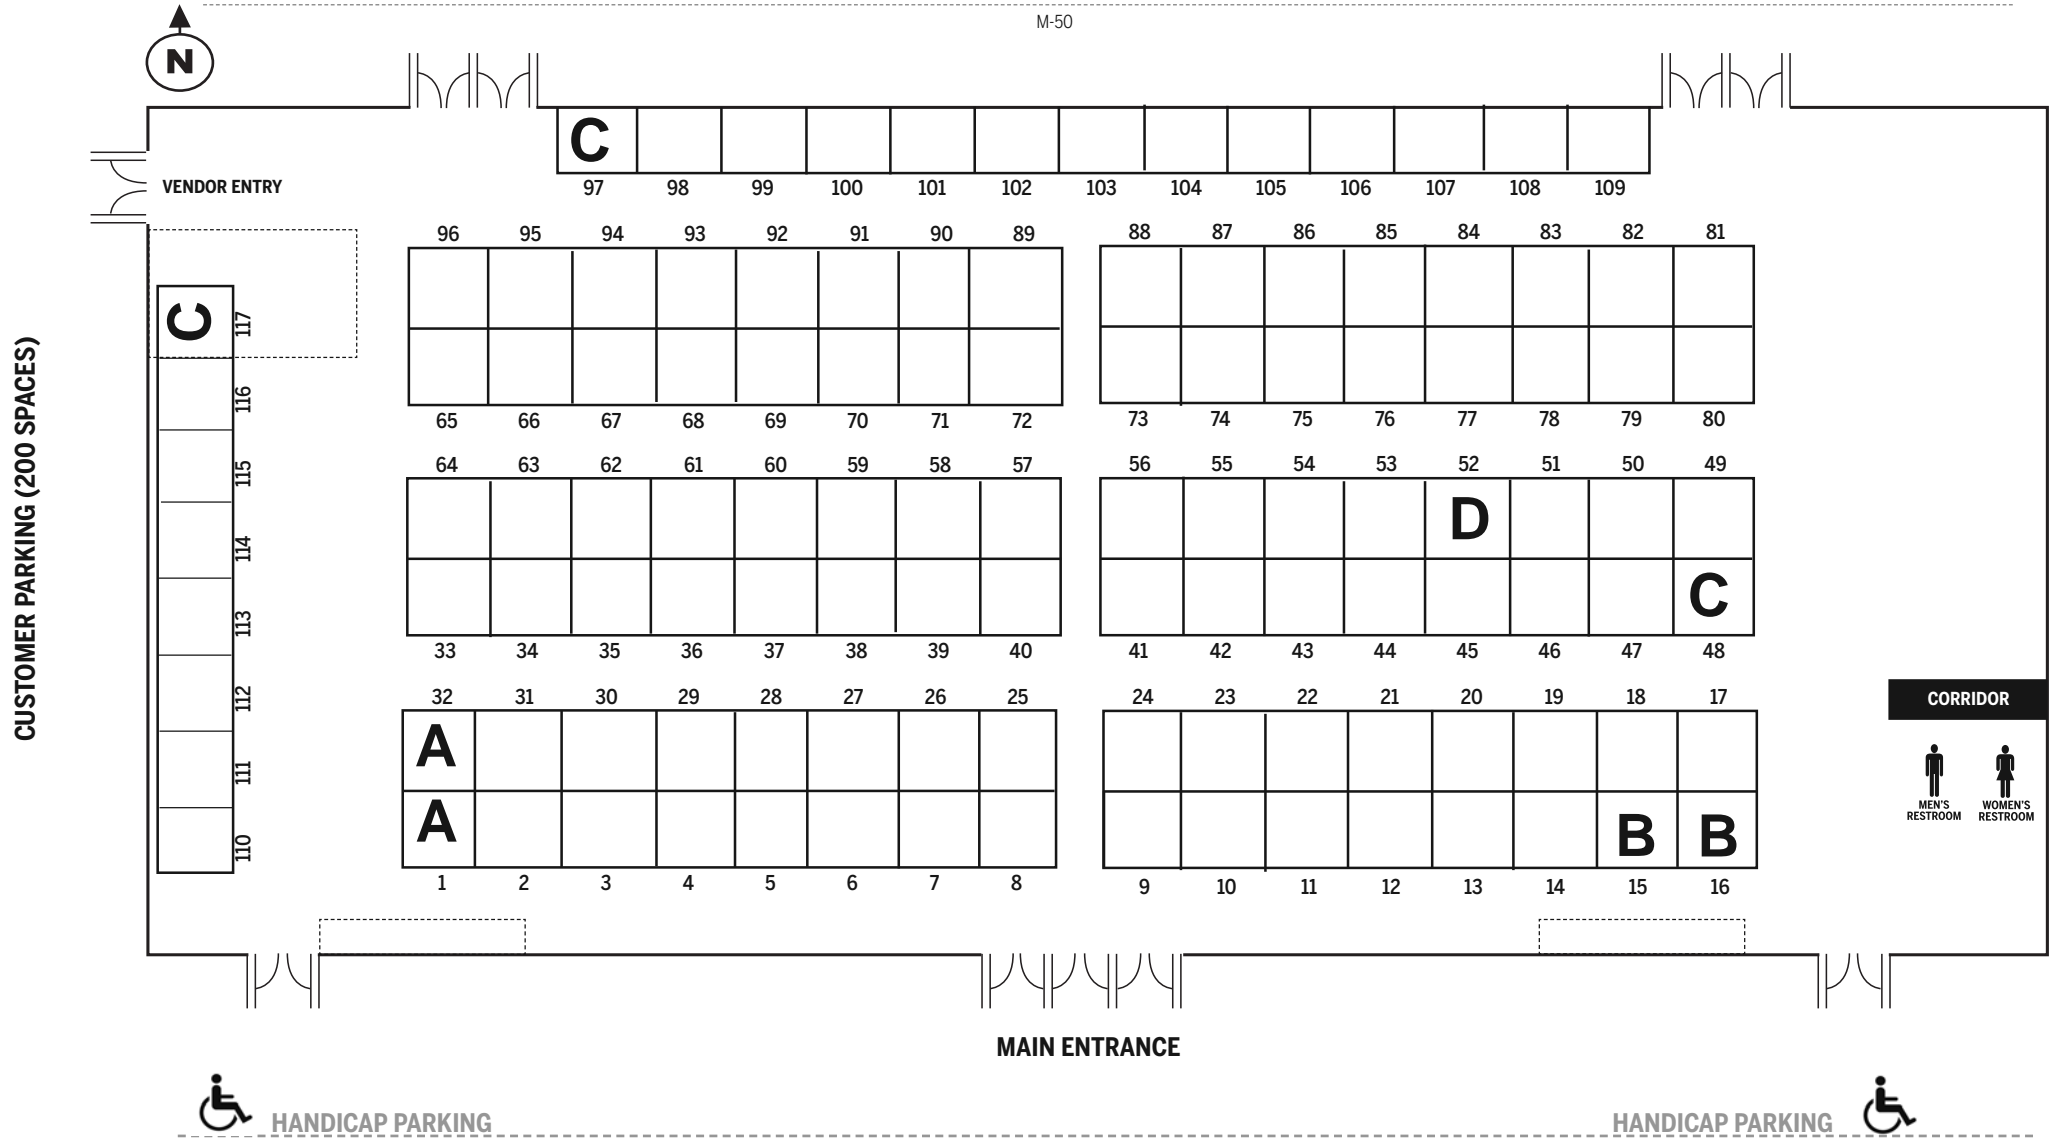 M-50
N
C
VENDOR ENTRY
97 98 99 100 101 102 103 104 105 106 107 108 109
96 95 94 93 92 91 90 89 88 87 86 85 84 83 82 81
C
117
116
115
114
113
112
111
110
CUSTOMER PARKING (200 SPACES)
65 66 67 68 69 70 71 72 73 74 75 76 77 78 79 80
64 63 62 61 60 59 58 57 56 55 54 53 52 51 50 49
D
C
33 34 35 36 37 38 39 40 41 42 43 44 45 46 47 48
32 31 30 29 28 27 26 25 24 23 22 21 20 19 18 17
A
A B B
1 2 3 4 5 6 7 8 9 10 11 12 13 14 15 16
CORRIDOR
MEN'S
RESTROOM
WOMEN'S
RESTROOM
MAIN ENTRANCE
HANDICAP PARKING
HANDICAP PARKING